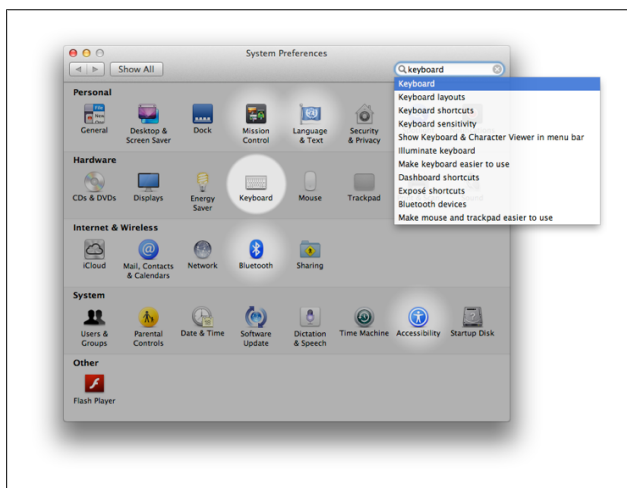 System Preferences
Show All
keyboard
Keyboard
Keyboard layouts
Keyboard shortcuts
Keyboard sensitivity
Show Keyboard & Character Viewer in menu bar
Illuminate keyboard
Make keyboard easier to use
Dashboard shortcuts
Exposé shortcuts
Bluetooth devices
Make mouse and trackpad easier to use
Personal
General
Desktop &
Screen Saver
Dock
Mission
Control
Language
& Text
Security
& Privacy
Hardware
CDs & DVDs
Displays
Energy
Saver
Keyboard
Mouse
Trackpad
Internet & Wireless
iCloud
Mail, Contacts
& Calendars
Network
Bluetooth
Sharing
System
Users &
Groups
Parental
Controls
Date & Time
Software
Update
Dictation
& Speech
Time Machine
Accessibility
Startup Disk
Other
Flash Player